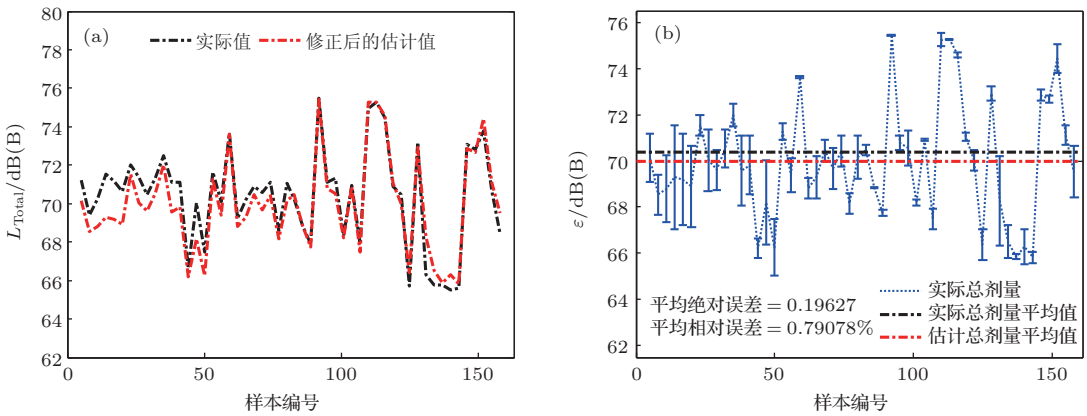 (a)
实际值
修正后的估计值
80
78
76
74
72
70
68
66
64
62
0
50
100
150
LTotal/dB(B)
样本编号
(b)
76
74
72
70
68
66
64
62
0
50
100
150
ε/dB(B)
样本编号
平均绝对误差 = 0.19627
平均相对误差 = 0.79078%
实际总剂量
实际总剂量平均值
估计总剂量平均值